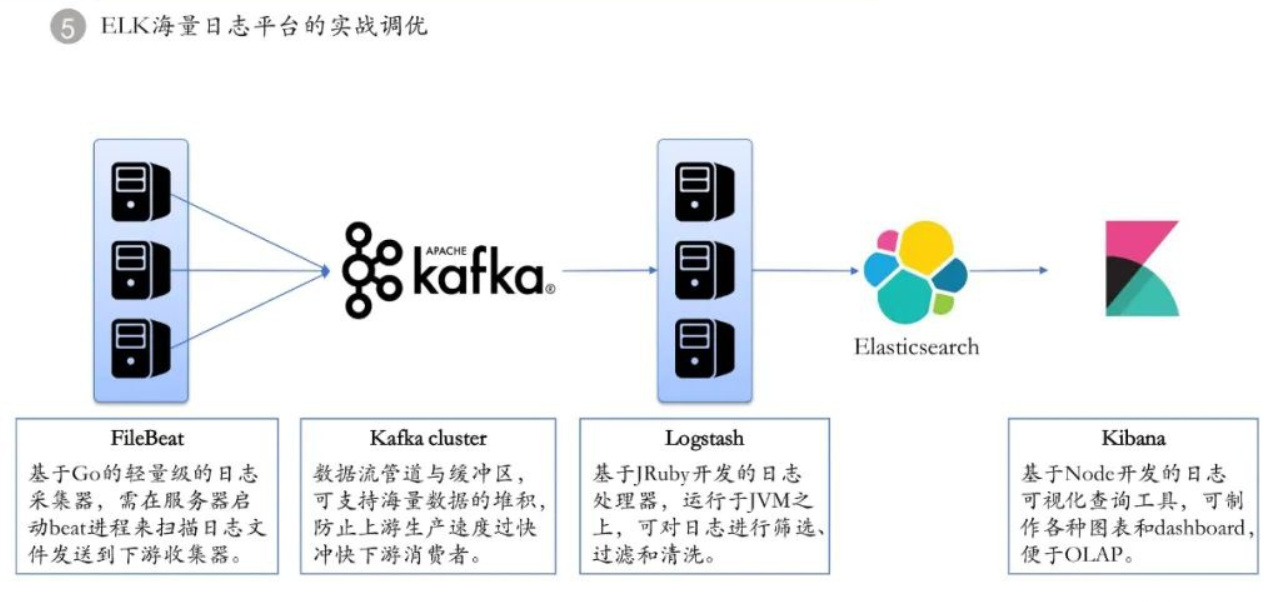 5 ELK海量日志平台的实战调优
APACHE
kafka®
Elasticsearch
FileBeat
基于Go的轻量级的日志
采集器，需在服务器启
动beat进程来扫描日志文
件发送到下游收集器。
Kafka cluster
数据流管道与缓冲区，
可支持海量数据的堆积，
防止上游生产速度过快
冲快下游消费者。
Logstash
基于JRuby开发的日志
处理器，运行于JVM之
上，可对日志进行筛选、
过滤和清洗。
Kibana
基于Node开发的日志
可视化查询工具，可制
作各种图表和dashboard，
便于OLAP。